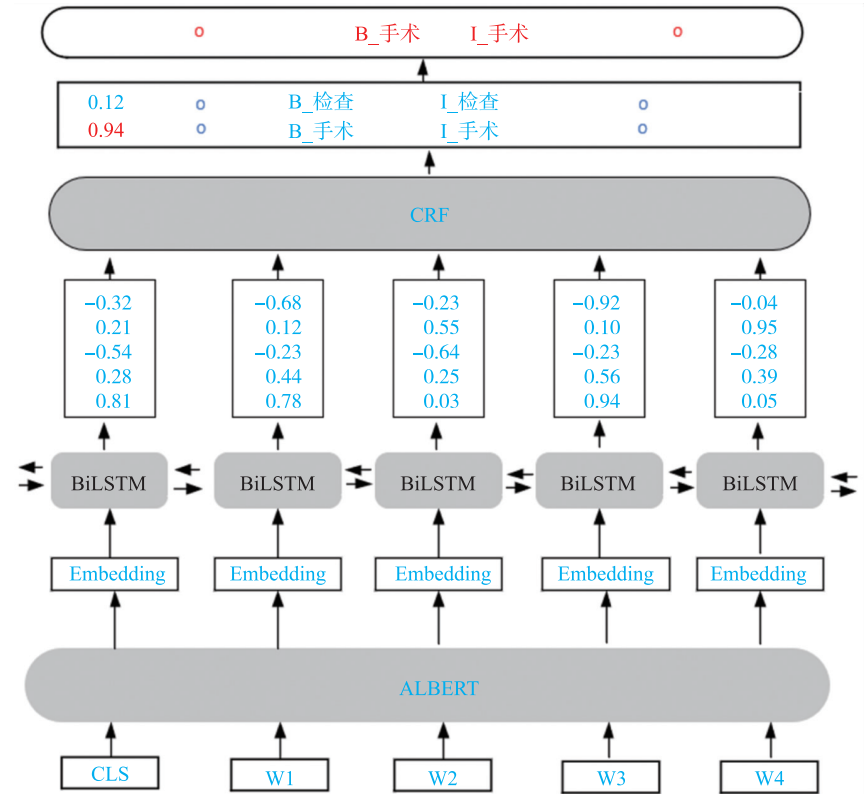 o B_手术 I_手术 o
0.12 o B_检查 I_检查 o
0.94 o B_手术 I_手术 o
CRF
−0.32 −0.68 −0.23 −0.92 −0.04
0.21 0.12 0.55 0.10 0.95
−0.54 −0.23 −0.64 −0.23 −0.28
0.28 0.44 0.25 0.56 0.39
0.81 0.78 0.03 0.94 0.05
BiLSTM BiLSTM BiLSTM BiLSTM BiLSTM
Embedding Embedding Embedding Embedding Embedding
ALBERT
CLS W1 W2 W3 W4